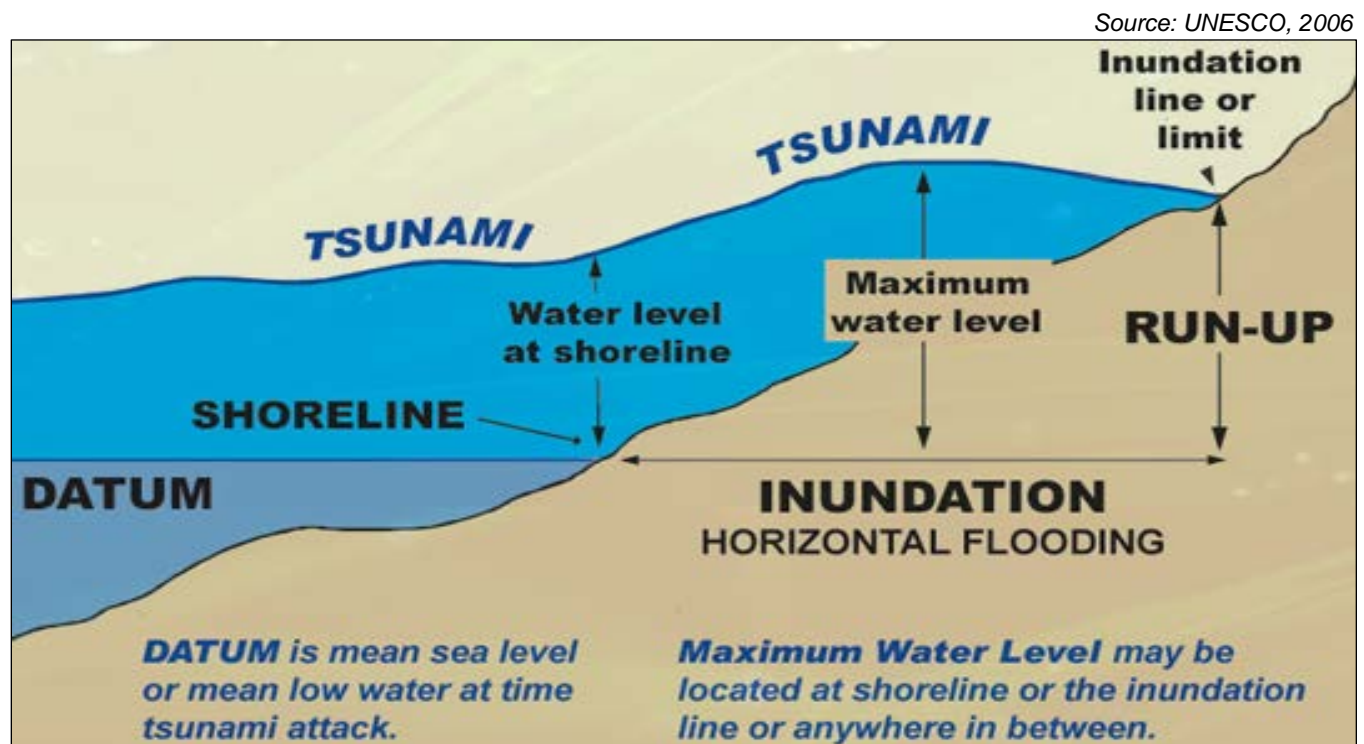 Source: UNESCO, 2006
Inundation
line or
limit
TSUNAMI
TSUNAMI
Water level
at shoreline
Maximum
water level
RUN-UP
SHORELINE
DATUM
INUNDATION
HORIZONTAL FLOODING
DATUM is mean sea level
or mean low water at time
tsunami attack.
Maximum Water Level may be
located at shoreline or the inundation
line or anywhere in between.